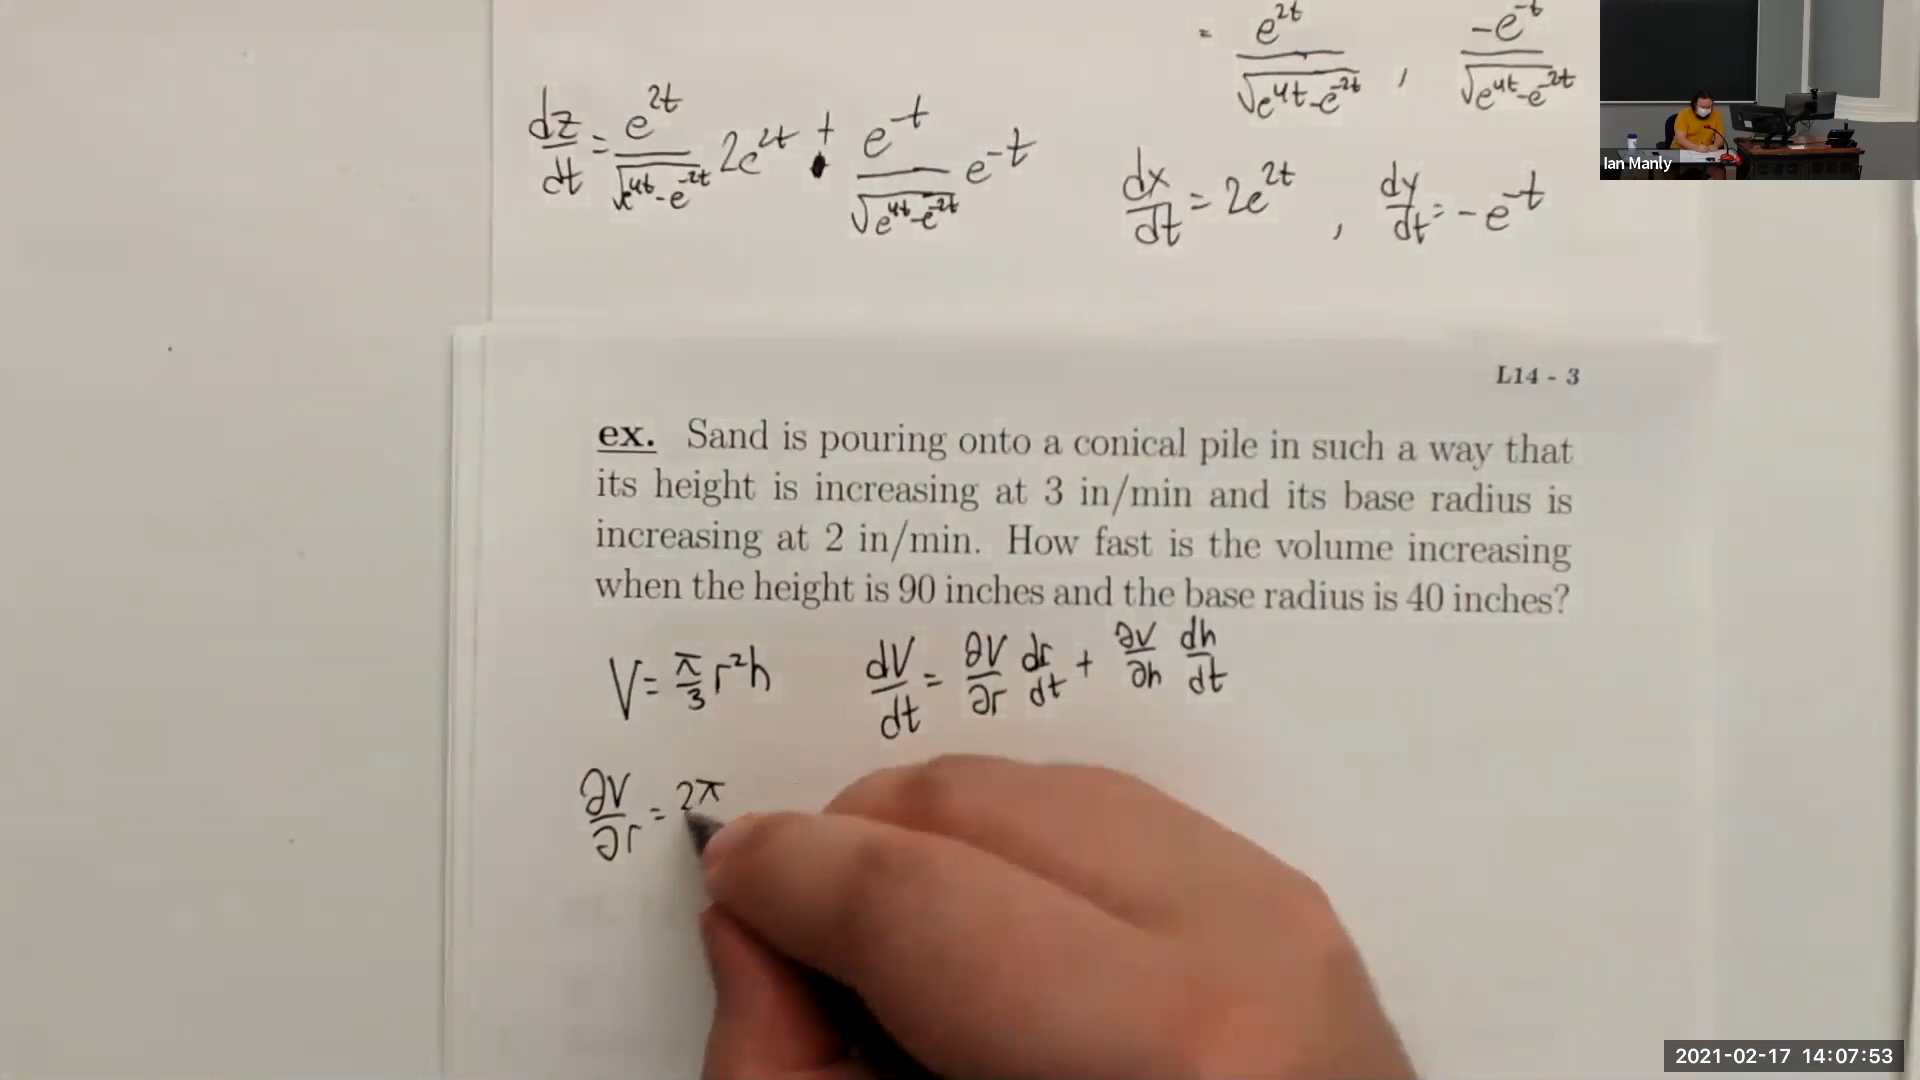 = e^{2t}/√(e^{4t}-e^{-2t}) , -e^{-t}/√(e^{4t}-e^{-2t})
dz/dt = e^{2t}/√(e^{4t}-e^{-2t}) 2e^{2t} + e^{-t}/√(e^{4t}-e^{-2t}) e^{-t}
dx/dt = 2e^{2t} , dy/dt = -e^{-t}
Ian Manly
L14 - 3
ex. Sand is pouring onto a conical pile in such a way that
its height is increasing at 3 in/min and its base radius is
increasing at 2 in/min. How fast is the volume increasing
when the height is 90 inches and the base radius is 40 inches?
V = π/3 r²h dV/dt = ∂V/∂r dr/dt + ∂V/∂h dh/dt
∂V/∂r = 2π
2021-02-17 14:07:53